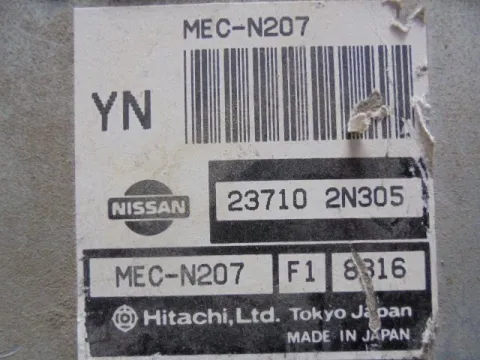 MEC-N207
YN
NISSAN
23710 2N305
MEC-N207 F1 8316
Hitachi, Ltd. Tokyo Japan
MADE IN JAPAN